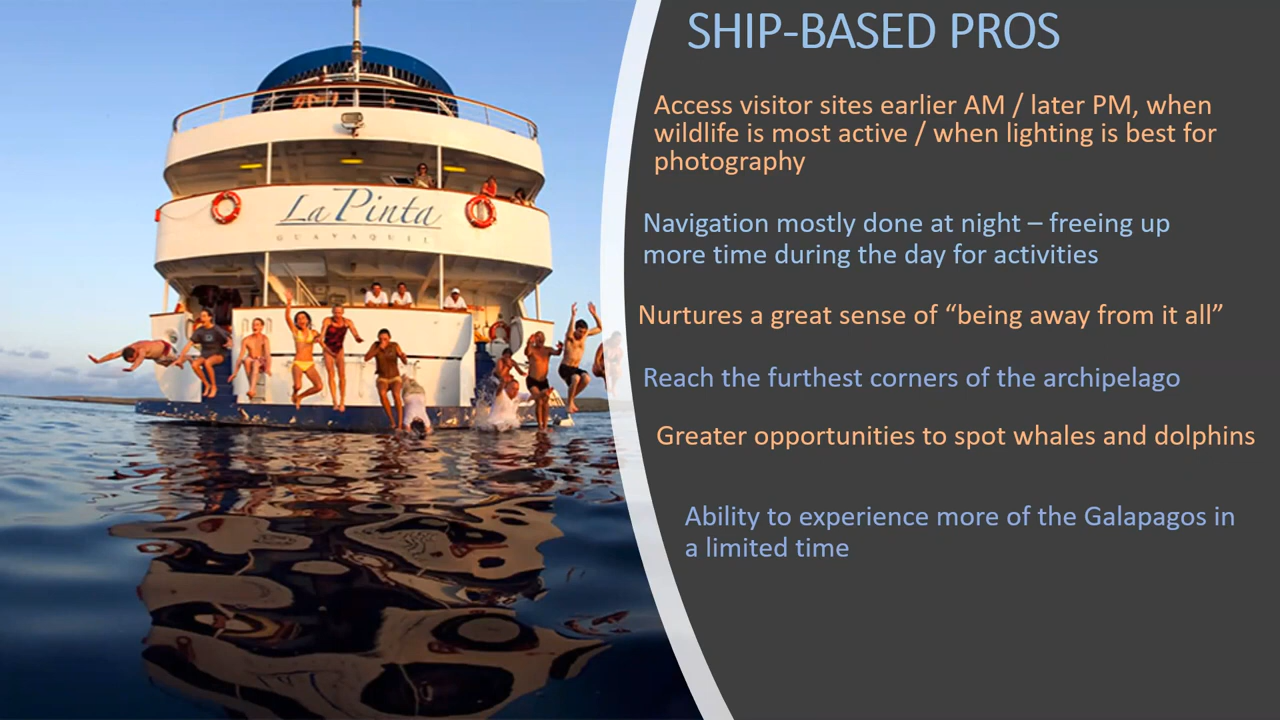 La Pinta
GUAYAQUIL
SHIP-BASED PROS
Access visitor sites earlier AM / later PM, when
wildlife is most active / when lighting is best for
photography
Navigation mostly done at night – freeing up
more time during the day for activities
Nurtures a great sense of “being away from it all”
Reach the furthest corners of the archipelago
Greater opportunities to spot whales and dolphins
Ability to experience more of the Galapagos in
a limited time